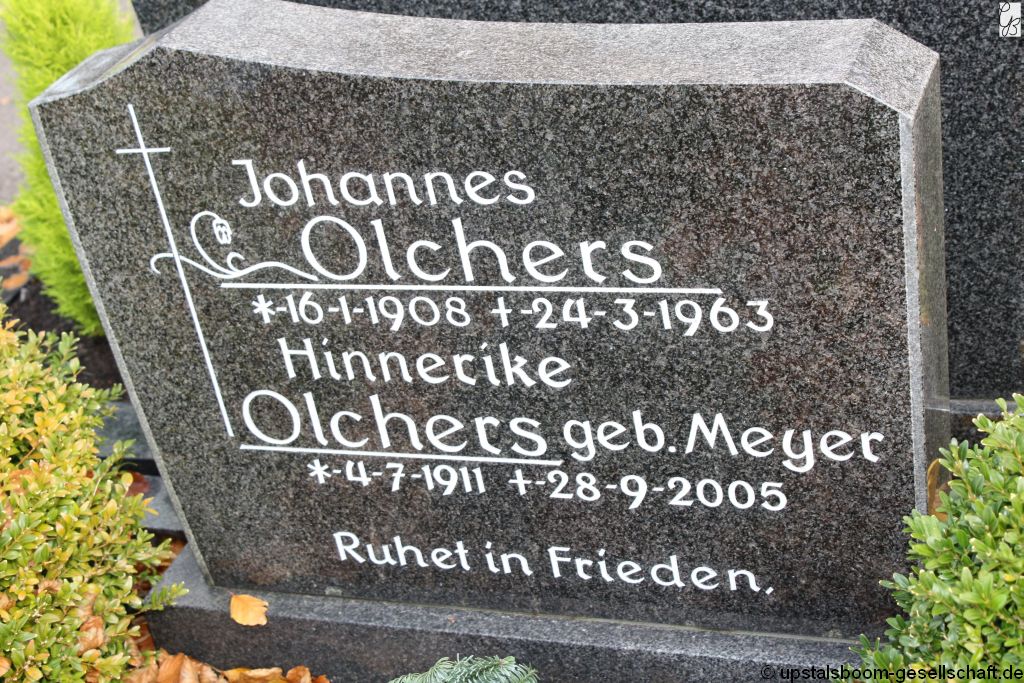 Johannes
Olchers
*-16-1-1908 +-24-3-1963
Hinnerike
Olchers geb. Meyer
*-4-7-1911 +-28-9-2005
Ruhet in Frieden,
© upstalsboom-gesellschaft.de